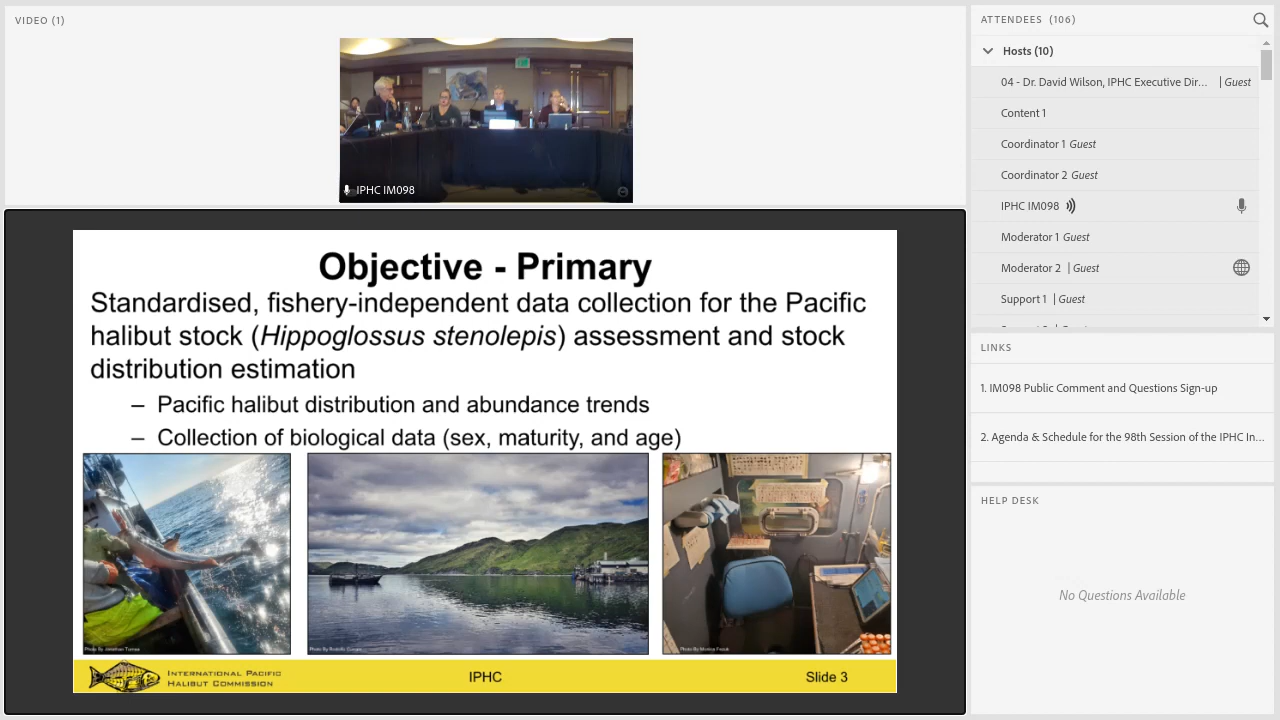 VIDEO (1)
IPHC IM098
Objective - Primary
Standardised, fishery-independent data collection for the Pacific
halibut stock (Hippoglossus stenolepis) assessment and stock
distribution estimation
– Pacific halibut distribution and abundance trends
– Collection of biological data (sex, maturity, and age)
INTERNATIONAL PACIFIC
HALIBUT COMMISSION
IPHC
Slide 3
ATTENDEES (106)
Hosts (10)
04 - Dr. David Wilson, IPHC Executive Dir... | Guest
Content 1
Coordinator 1 Guest
Coordinator 2 Guest
IPHC IM098
Moderator 1 Guest
Moderator 2 | Guest
Support 1 | Guest
LINKS
1. IM098 Public Comment and Questions Sign-up
2. Agenda & Schedule for the 98th Session of the IPHC In...
HELP DESK
No Questions Available